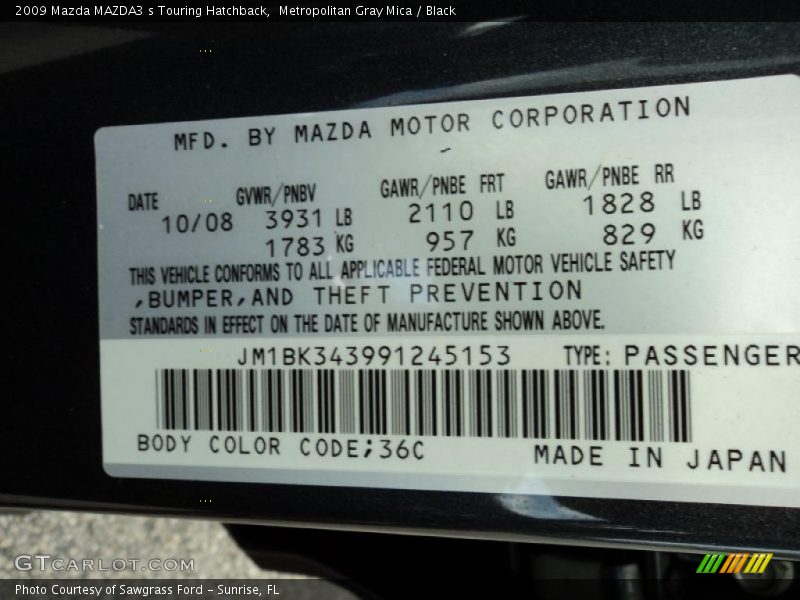 2009 Mazda MAZDA3 s Touring Hatchback,  Metropolitan Gray Mica / Black
MFD. BY MAZDA MOTOR CORPORATION
DATE GVWR/PNBV GAWR/PNBE FRT GAWR/PNBE RR
10/08 3931 LB 2110 LB 1828 LB
1783 KG 957 KG 829 KG
THIS VEHICLE CONFORMS TO ALL APPLICABLE FEDERAL MOTOR VEHICLE SAFETY
,BUMPER,AND THEFT PREVENTION
STANDARDS IN EFFECT ON THE DATE OF MANUFACTURE SHOWN ABOVE.
JM1BK343991245153 TYPE: PASSENGER
BODY COLOR CODE;36C MADE IN JAPAN
GTcarlot.com
Photo Courtesy of Sawgrass Ford - Sunrise, FL